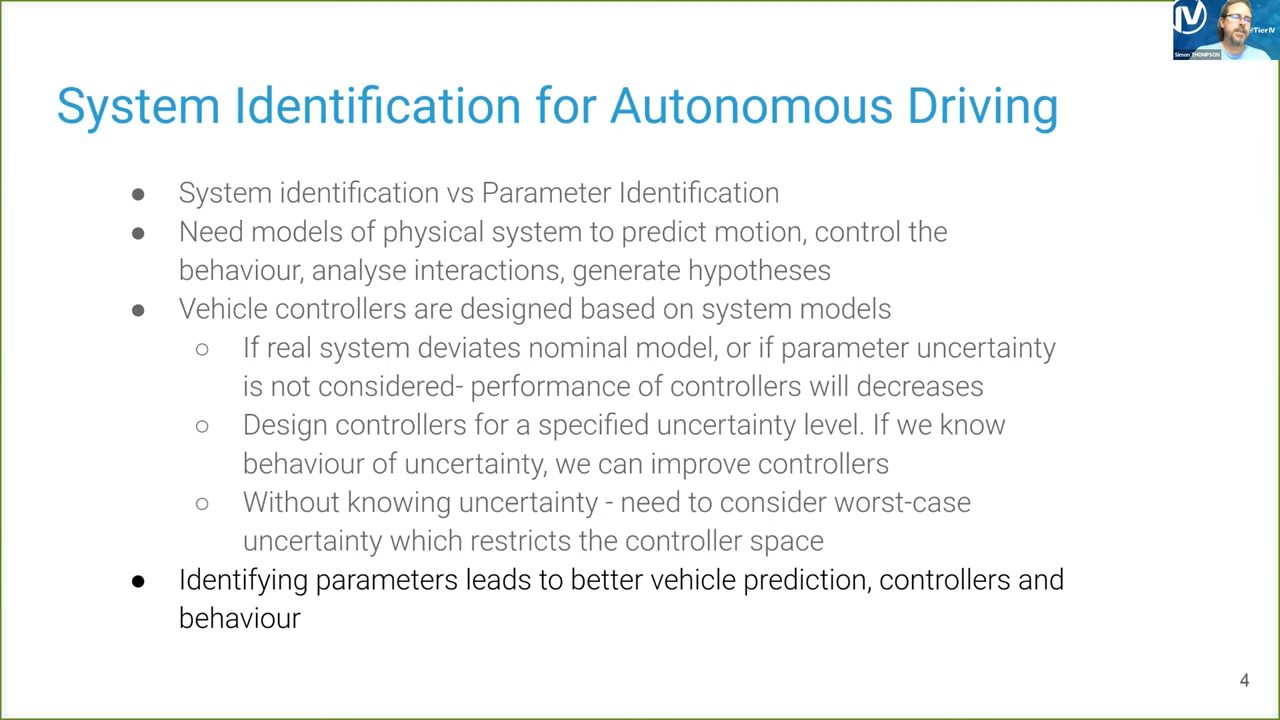 System Identification for Autonomous Driving
● System identification vs Parameter Identification
● Need models of physical system to predict motion, control the
behaviour, analyse interactions, generate hypotheses
● Vehicle controllers are designed based on system models
○ If real system deviates nominal model, or if parameter uncertainty
is not considered- performance of controllers will decreases
○ Design controllers for a specified uncertainty level. If we know
behaviour of uncertainty, we can improve controllers
○ Without knowing uncertainty - need to consider worst-case
uncertainty which restricts the controller space
● Identifying parameters leads to better vehicle prediction, controllers and
behaviour
4
IV
TierIV
Simon THOMPSON